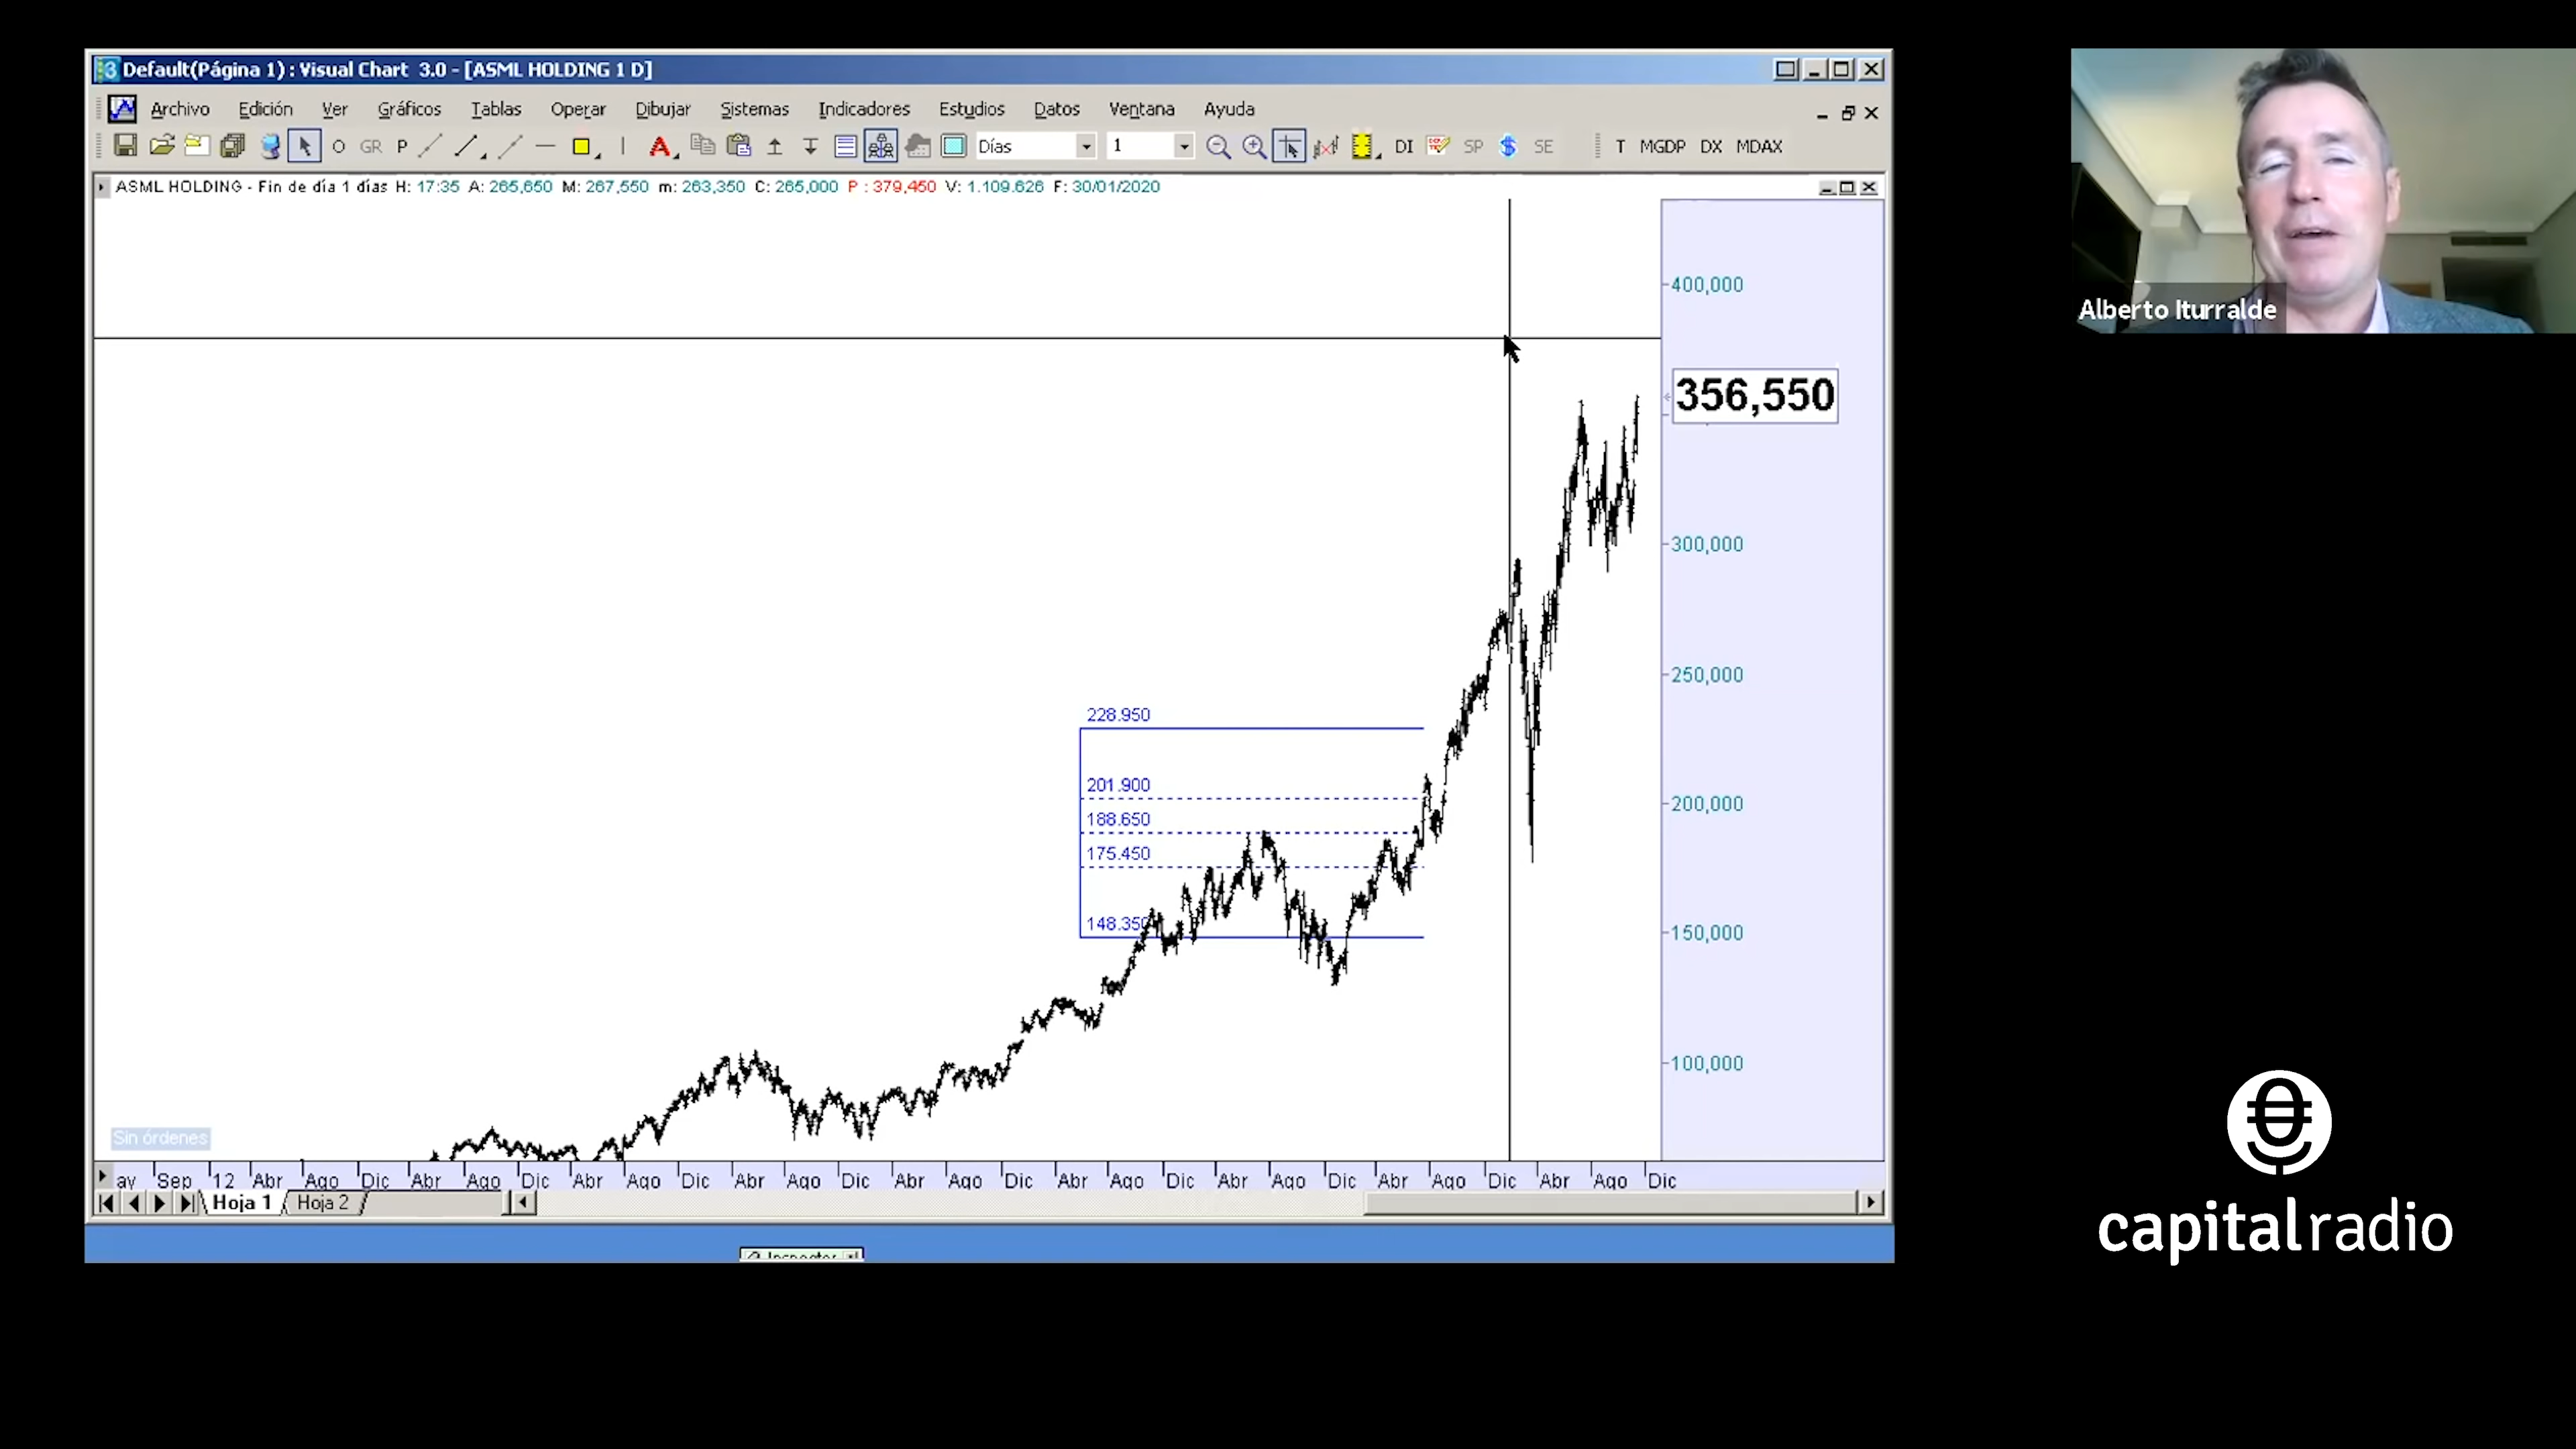 Default(Página 1) : Visual Chart 3.0 - [ASML HOLDING 1 D]
Archivo Edición Ver Gráficos Tablas Operar Dibujar Sistemas Indicadores Estudios Datos Ventana Ayuda
O GR P A Días 1 DI SP $ SE T MGDP DX MDAX
ASML HOLDING - Fin de día 1 días H: 17:35 A: 265,650 M: 267,550 m: 263,350 C: 265,000 P : 379,450 V: 1.109.626 F: 30/01/2020
Alberto Iturralde
400,000
356,550
300,000
250,000
228.950
201.900
200,000
188.650
175.450
148.350
150,000
100,000
Sin órdenes
ay Sep 12 Abr Ago Dic Abr Ago Dic Abr Ago Dic Abr Ago Dic Abr Ago Dic Abr Ago Dic Abr Ago Dic Abr Ago Dic Abr Ago Dic
Hoja 1 Hoja 2
capitalradio